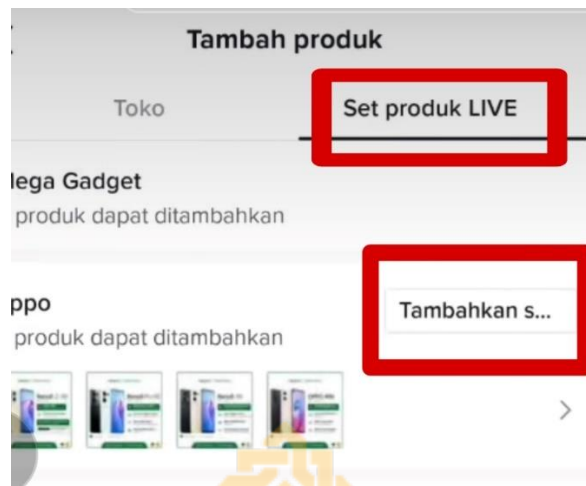 Tambah produk
Toko
Set produk LIVE
lega Gadget
produk dapat ditambahkan
ppo
Tambahkan s...
produk dapat ditambahkan